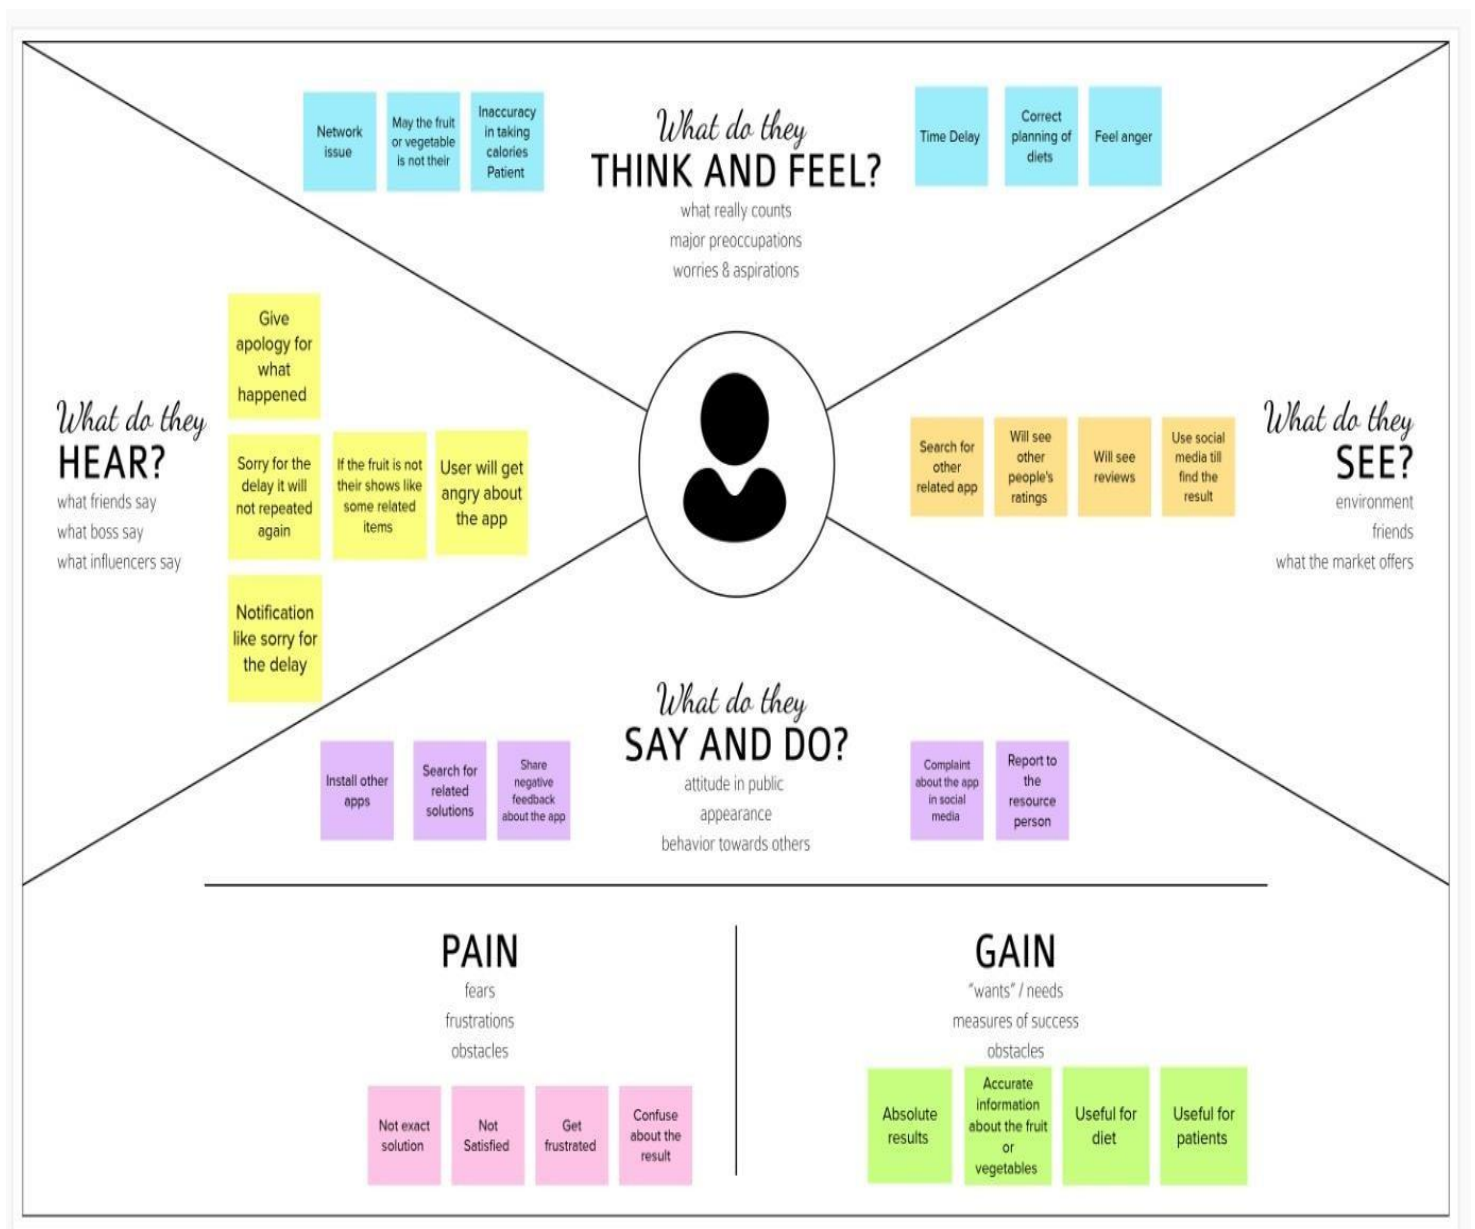 What do they
THINK AND FEEL?
what really counts
major preoccupations
worries & aspirations
Network
issue
May the fruit
or vegetable
is not their
Inaccuracy
in taking
calories
Patient
Time Delay
Correct
planning of
diets
Feel anger
What do they
HEAR?
what friends say
what boss say
what influencers say
Give
apology for
what
happened
Sorry for the
delay it will
not repeated
again
If the fruit is not
their shows like
some related
items
User will get
angry about
the app
Notification
like sorry for
the delay
What do they
SEE?
environment
friends
what the market offers
Search for
other
related app
Will see
other
people's
ratings
Will see
reviews
Use social
media till
find the
result
What do they
SAY AND DO?
attitude in public
appearance
behavior towards others
Install other
apps
Search for
related
solutions
Share
negative
feedback
about the app
Complaint
about the app
in social
media
Report to
the
resource
person
PAIN
fears
frustrations
obstacles
Not exact
solution
Not
Satisfied
Get
frustrated
Confuse
about the
result
GAIN
"wants" / needs
measures of success
obstacles
Absolute
results
Accurate
information
about the fruit
or
vegetables
Useful for
diet
Useful for
patients